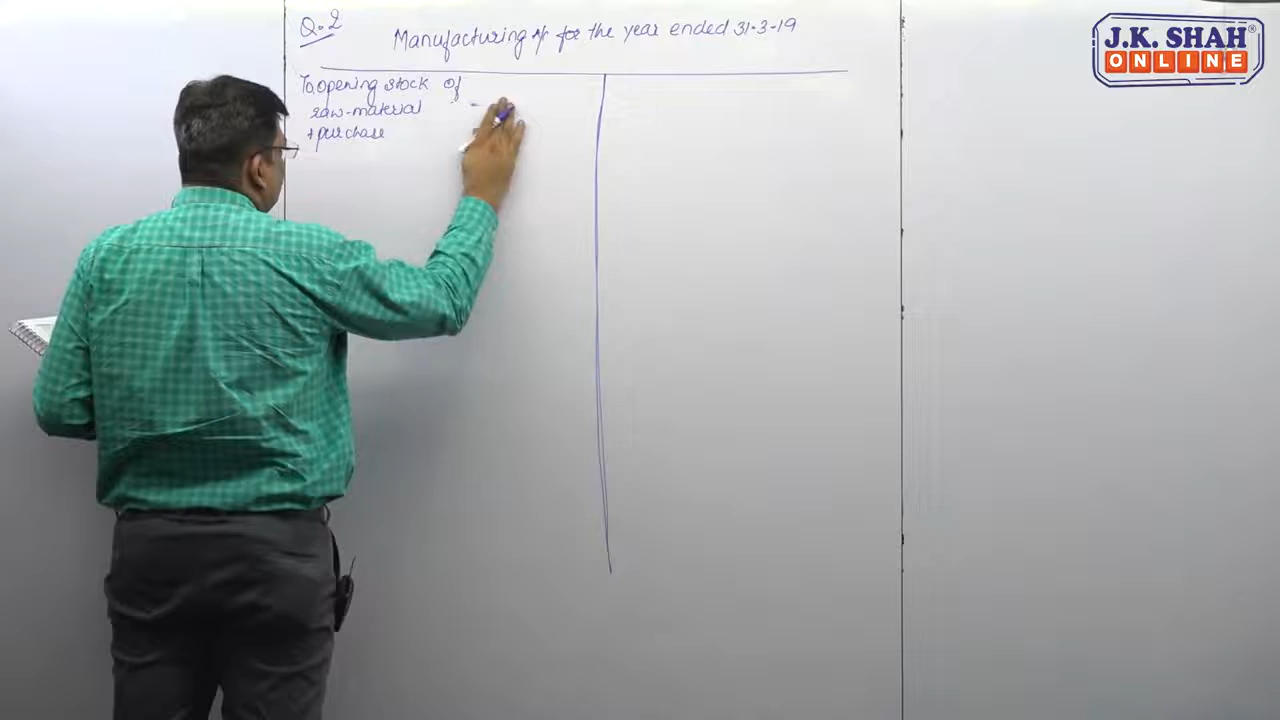 Q.2
Manufacturing A/c for the year ended 31-3-19
To opening stock of
raw-material
+ purchase
J.K. SHAH®
ONLINE